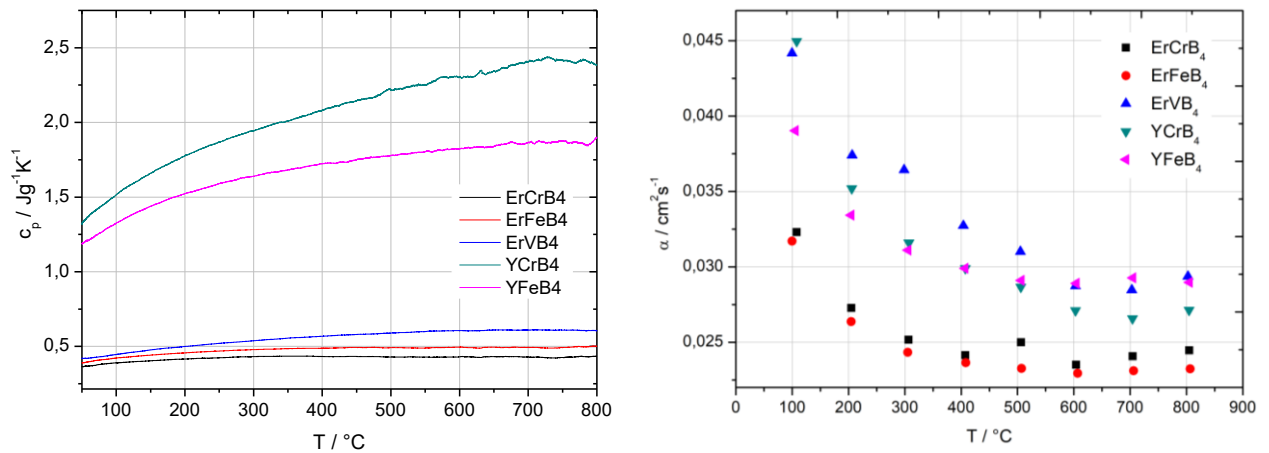 2,5
2,0
1,5
1,0
0,5
c_p / Jg⁻¹K⁻¹
ErCrB4
ErFeB4
ErVB4
YCrB4
YFeB4
100 200 300 400 500 600 700 800
T / °C
0,045
0,040
0,035
0,030
0,025
α / cm²s⁻¹
ErCrB₄
ErFeB₄
ErVB₄
YCrB₄
YFeB₄
0 100 200 300 400 500 600 700 800 900
T / °C